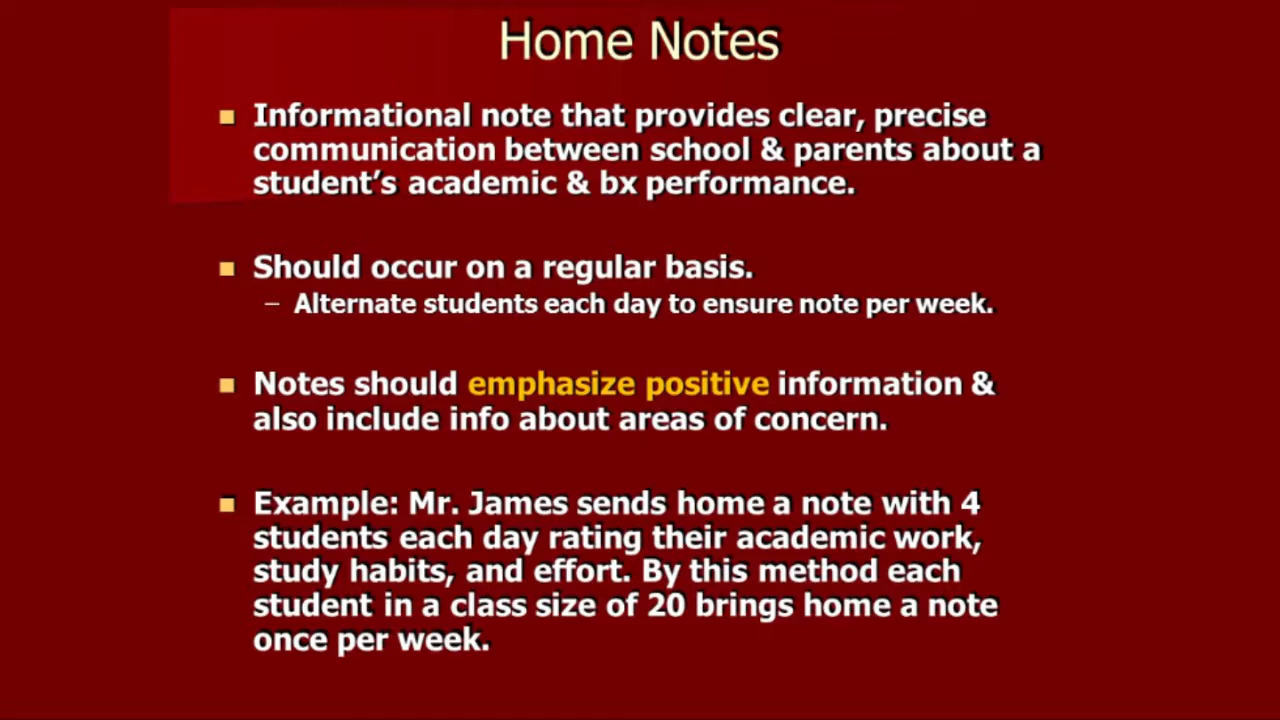 Home Notes
Informational note that provides clear, precise
communication between school & parents about a
student’s academic & bx performance.
Should occur on a regular basis.
– Alternate students each day to ensure note per week.
Notes should emphasize positive information &
also include info about areas of concern.
Example: Mr. James sends home a note with 4
students each day rating their academic work,
study habits, and effort. By this method each
student in a class size of 20 brings home a note
once per week.